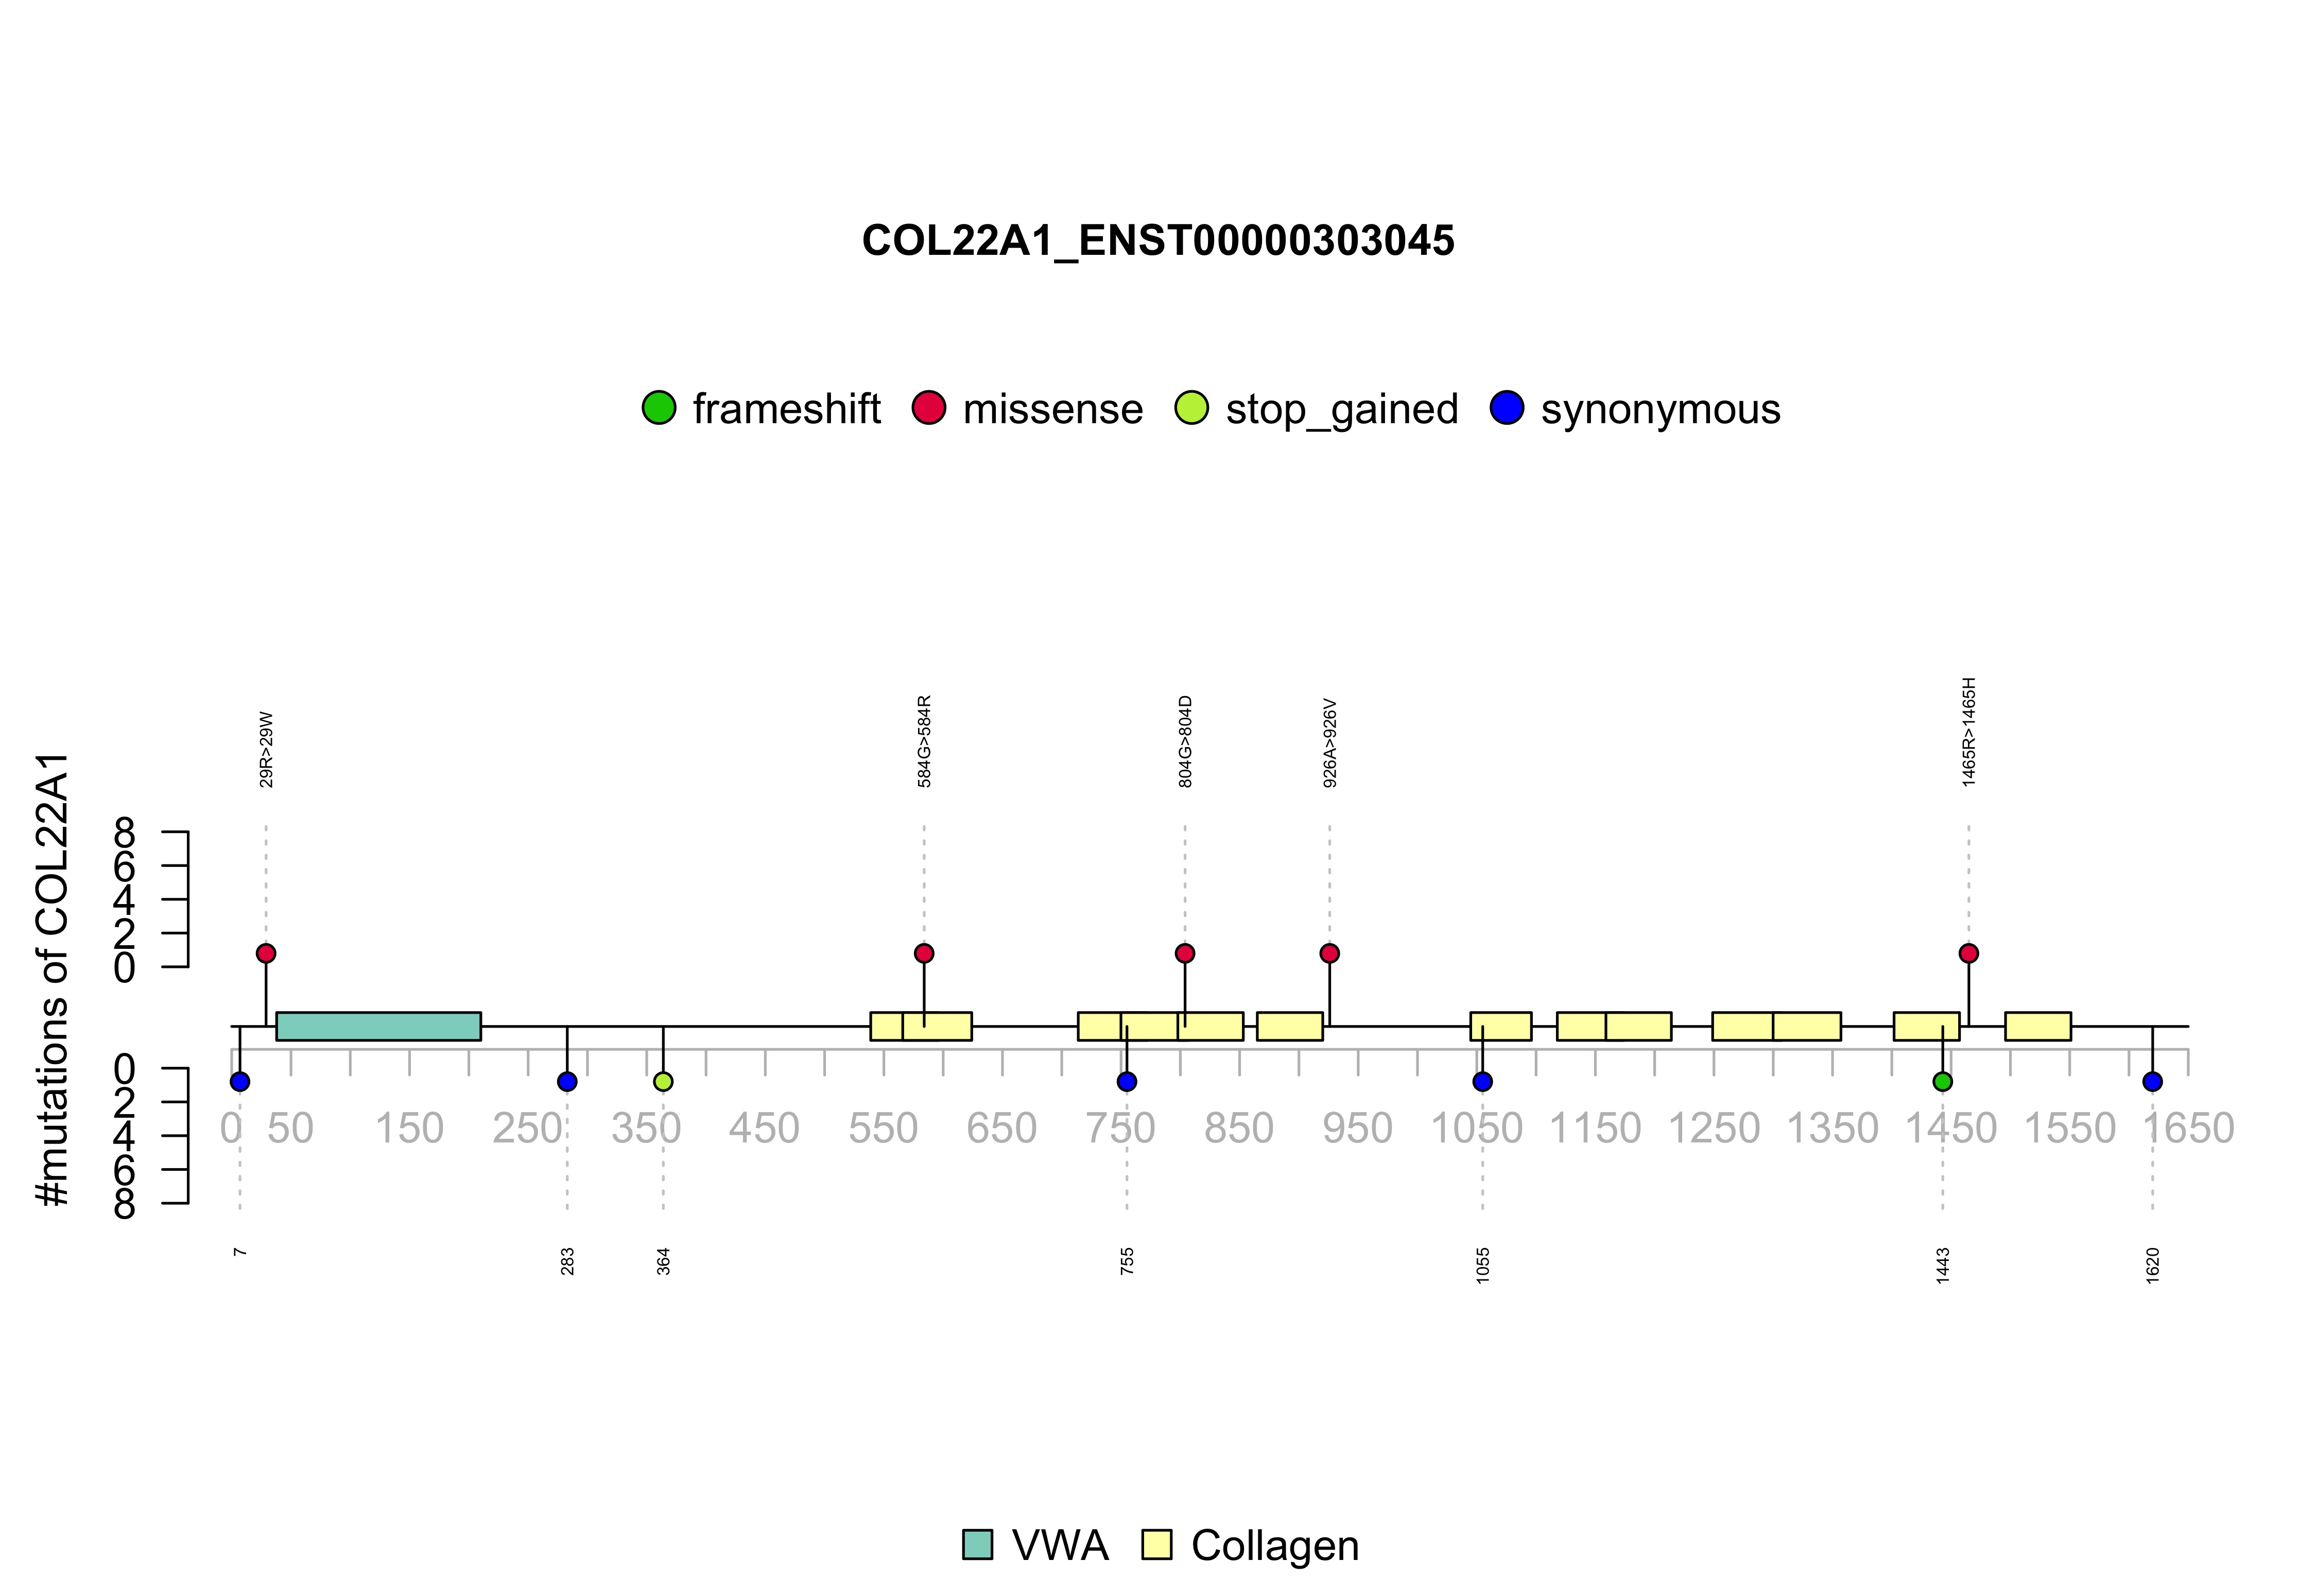 COL22A1_ENST00000303045
frameshift missense stop_gained synonymous
29R>29W
584G>584R
804G>804D
926A>926V
1465R>1465H
#mutations of COL22A1
8
6
4
2
0
0
2
4
6
8
0 50 150 250 350 450 550 650 750 850 950 1050 1150 1250 1350 1450 1550 1650
7
283
364
755
1055
1443
1620
VWA Collagen